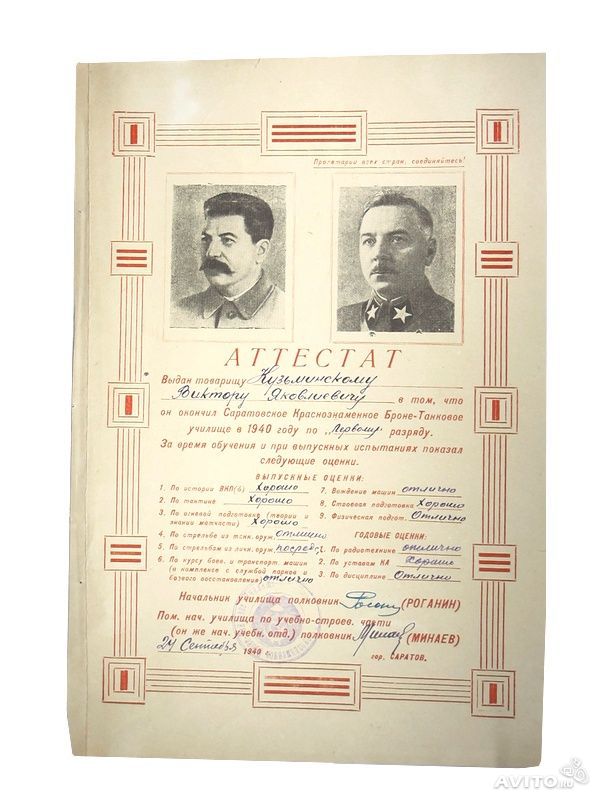 Пролетарии всех стран, соединяйтесь!
АТТЕСТАТ
Выдан товарищу Кузьминскому
Виктору Яковлевичу в том, что
он окончил Саратовское Краснознаменное Броне-Танковое
училище в 1940 году по „Первому" разряду.
За время обучения и при выпускных испытаниях показал
следующие оценки.
ВЫПУСКНЫЕ ОЦЕНКИ:
1. По истории ВКП(б) Хорошо
2. По тактике Хорошо
3. По огневой подготовке (теории и
знании матчасти) Хорошо
4. По стрельбе из танк. оруж. отлично
5. По стрельбам из личн. оруж. посредс.
6. По курсу боев. и транспорт. машин
(в комплексе с службой парков и
боевого восстановления) отлично
7. Вождение машин отлично
8. Строевая подготовка Хорошо
9. Физическая подгот. Отлично
ГОДОВЫЕ ОЦЕНКИ:
1. По радиотехнике отлично
2. По уставам КА Хорошо
3. По дисциплине Отлично
Начальник училища полковник (РОГАНИН)
Пом. нач. училища по учебно-строев. части
(он же нач. учебн. отд.) полковник Минаев (МИНАЕВ)
24 Сентября 1940 г. гор. САРАТОВ.
AVITO.ru